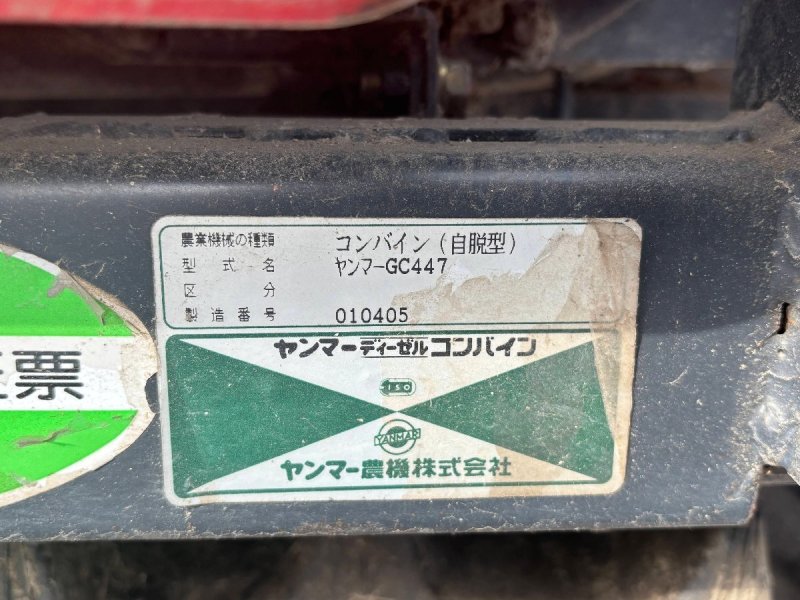 農業機械の種類 コンバイン(自脱型)
型式名 ヤンマーGC447
区分
製造番号 010405
ヤンマーディーゼルコンバイン
ISO
YANMAR
ヤンマー農機株式会社
票